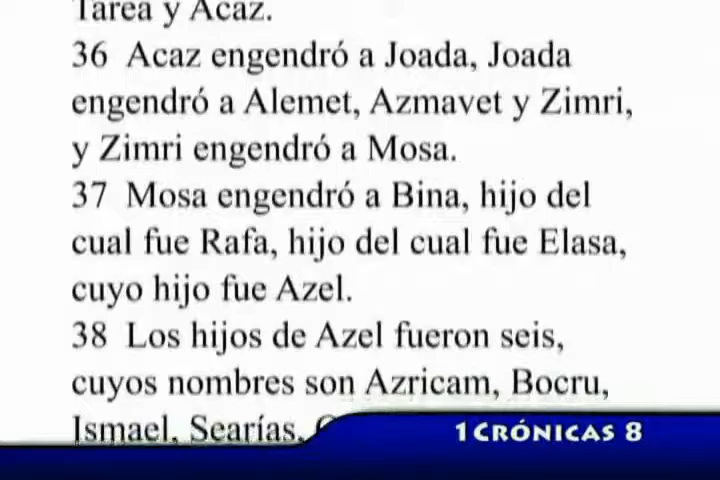 Tarea y Acaz.
36 Acaz engendró a Joada, Joada
engendró a Alemet, Azmavet y Zimri,
y Zimri engendró a Mosa.
37 Mosa engendró a Bina, hijo del
cual fue Rafa, hijo del cual fue Elasa,
cuyo hijo fue Azel.
38 Los hijos de Azel fueron seis,
cuyos nombres son Azricam, Bocru,
Ismael, Searías,
1 CRÓNICAS 8